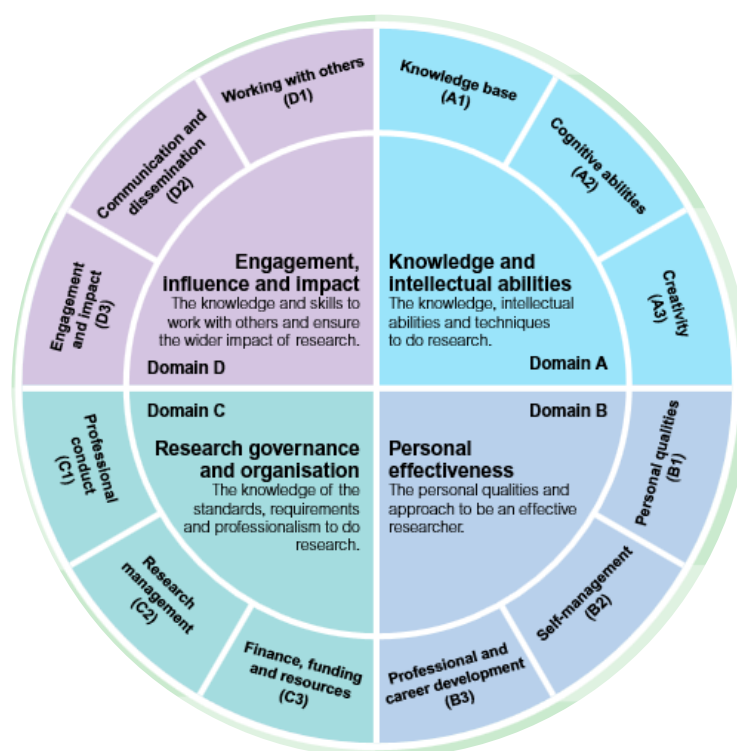 Working with others
(D1)
Knowledge base
(A1)
Communication and
dissemination
(D2)
Cognitive abilities
(A2)
Engagement
and impact
(D3)
Creativity
(A3)
Engagement,
influence and impact
The knowledge and skills to
work with others and ensure
the wider impact of research.
Domain D
Knowledge and
intellectual abilities
The knowledge, intellectual
abilities and techniques
to do research.
Domain A
Domain C
Research governance
and organisation
The knowledge of the
standards, requirements
and professionalism to do
research.
Domain B
Personal
effectiveness
The personal qualities and
approach to be an effective
researcher.
Professional
conduct
(C1)
Personal qualities
(B1)
Research
management
(C2)
Self-management
(B2)
Finance, funding
and resources
(C3)
Professional and
career development
(B3)